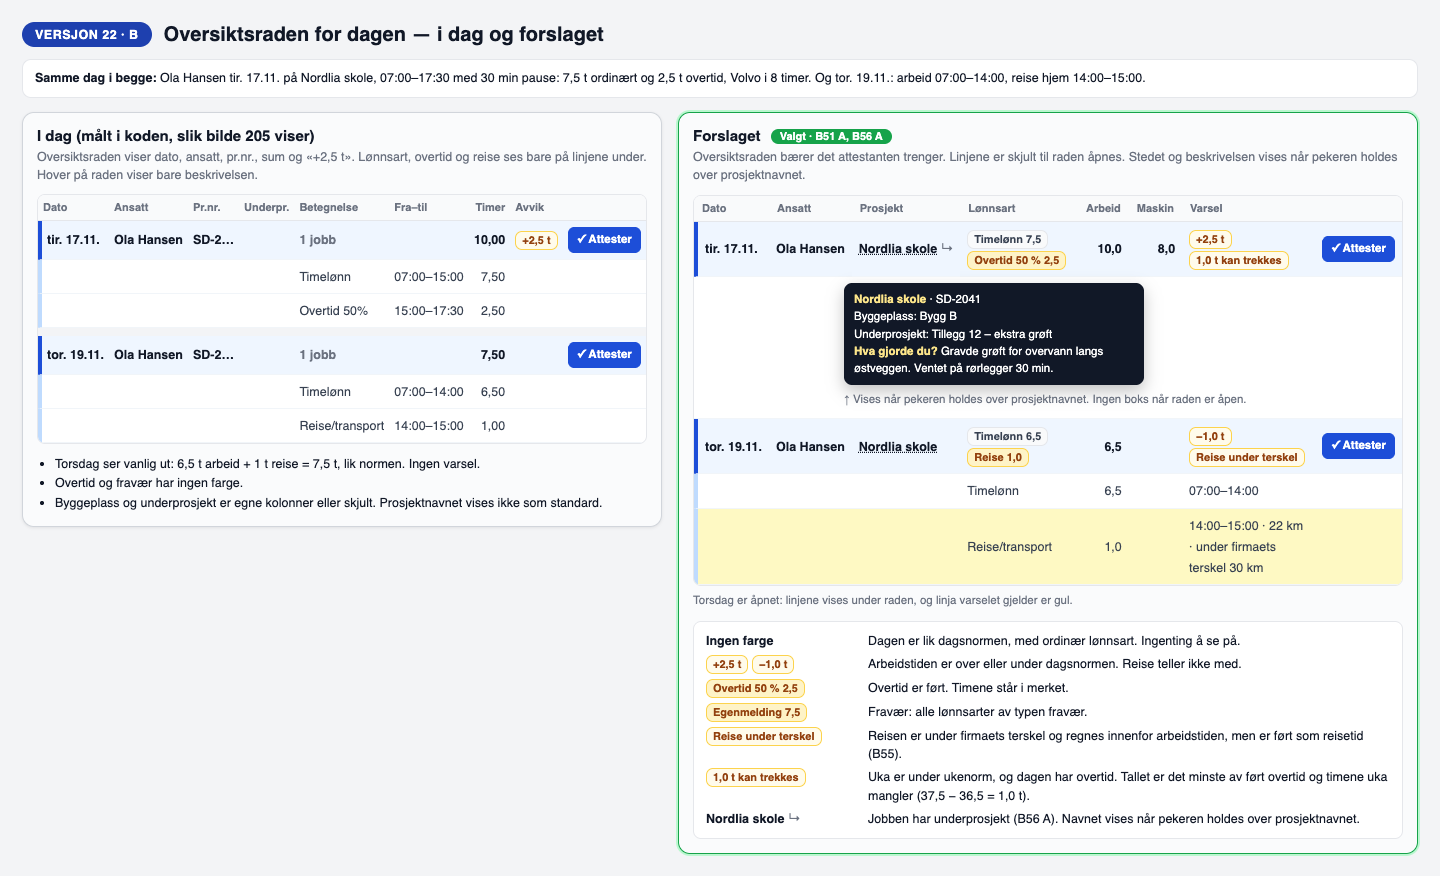 VERSJON 22 · B
Oversiktsraden for dagen — i dag og forslaget
Samme dag i begge: Ola Hansen tir. 17.11. på Nordlia skole, 07:00–17:30 med 30 min pause: 7,5 t ordinært og 2,5 t overtid, Volvo i 8 timer. Og tor. 19.11.: arbeid 07:00–14:00, reise hjem 14:00–15:00.
I dag (målt i koden, slik bilde 205 viser)
Oversiktsraden viser dato, ansatt, pr.nr., sum og «+2,5 t». Lønnsart, overtid og reise ses bare på linjene under.
Hover på raden viser bare beskrivelsen.
Dato Ansatt Pr.nr. Underpr. Betegnelse Fra–til Timer Avvik
tir. 17.11. Ola Hansen SD-2… 1 jobb 10,00 +2,5 t ✓ Attester
Timelønn 07:00–15:00 7,50
Overtid 50% 15:00–17:30 2,50
tor. 19.11. Ola Hansen SD-2… 1 jobb 7,50 ✓ Attester
Timelønn 07:00–14:00 6,50
Reise/transport 14:00–15:00 1,00
• Torsdag ser vanlig ut: 6,5 t arbeid + 1 t reise = 7,5 t, lik normen. Ingen varsel.
• Overtid og fravær har ingen farge.
• Byggeplass og underprosjekt er egne kolonner eller skjult. Prosjektnavnet vises ikke som standard.
Forslaget Valgt · B51 A, B56 A
Oversiktsraden bærer det attestanten trenger. Linjene er skjult til raden åpnes. Stedet og beskrivelsen vises når pekeren holdes
over prosjektnavnet.
Dato Ansatt Prosjekt Lønnsart Arbeid Maskin Varsel
tir. 17.11. Ola Hansen Nordlia skole ↪ Timelønn 7,5 10,0 8,0 +2,5 t ✓ Attester
Overtid 50 % 2,5 1,0 t kan trekkes
Nordlia skole · SD-2041
Byggeplass: Bygg B
Underprosjekt: Tillegg 12 – ekstra grøft
Hva gjorde du? Gravde grøft for overvann langs
østveggen. Ventet på rørlegger 30 min.
↑ Vises når pekeren holdes over prosjektnavnet. Ingen boks når raden er åpen.
tor. 19.11. Ola Hansen Nordlia skole Timelønn 6,5 6,5 −1,0 t ✓ Attester
Reise 1,0 Reise under terskel
Timelønn 6,5 07:00–14:00
Reise/transport 1,0 14:00–15:00 · 22 km
· under firmaets
terskel 30 km
Torsdag er åpnet: linjene vises under raden, og linja varselet gjelder er gul.
Ingen farge Dagen er lik dagsnormen, med ordinær lønnsart. Ingenting å se på.
+2,5 t −1,0 t Arbeidstiden er over eller under dagsnormen. Reise teller ikke med.
Overtid 50 % 2,5 Overtid er ført. Timene står i merket.
Egenmelding 7,5 Fravær: alle lønnsarter av typen fravær.
Reise under terskel Reisen er under firmaets terskel og regnes innenfor arbeidstiden, men er ført som reisetid
(B55).
1,0 t kan trekkes Uka er under ukenorm, og dagen har overtid. Tallet er det minste av ført overtid og timene uka
mangler (37,5 − 36,5 = 1,0 t).
Nordlia skole ↪ Jobben har underprosjekt (B56 A). Navnet vises når pekeren holdes over prosjektnavnet.